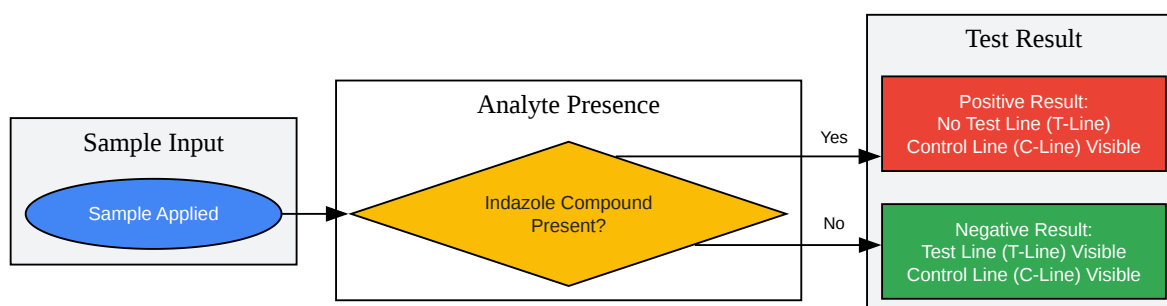 Sample Input
Sample Applied
Analyte Presence
Indazole Compound
Present?
Yes
No
Test Result
Positive Result:
No Test Line (T-Line)
Control Line (C-Line) Visible
Negative Result:
Test Line (T-Line) Visible
Control Line (C-Line) Visible